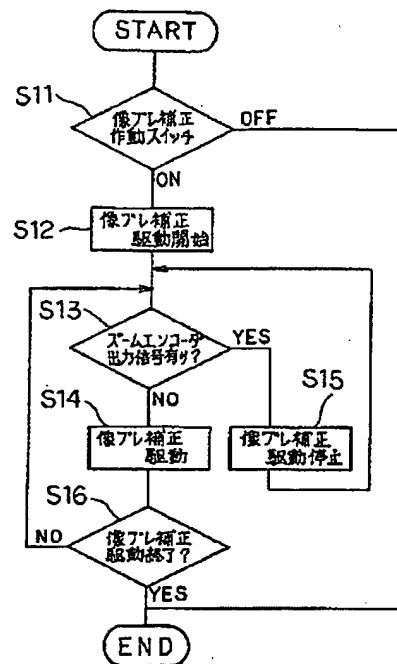 START
S11
像ブレ補正
作動スイッチ
OFF
ON
S12
像ブレ補正
駆動開始
S13
ズームエンコーダ
出力信号有り?
YES
NO
S14
像ブレ補正
駆動
S15
像ブレ補正
駆動停止
S16
像ブレ補正
駆動終了?
NO
YES
END